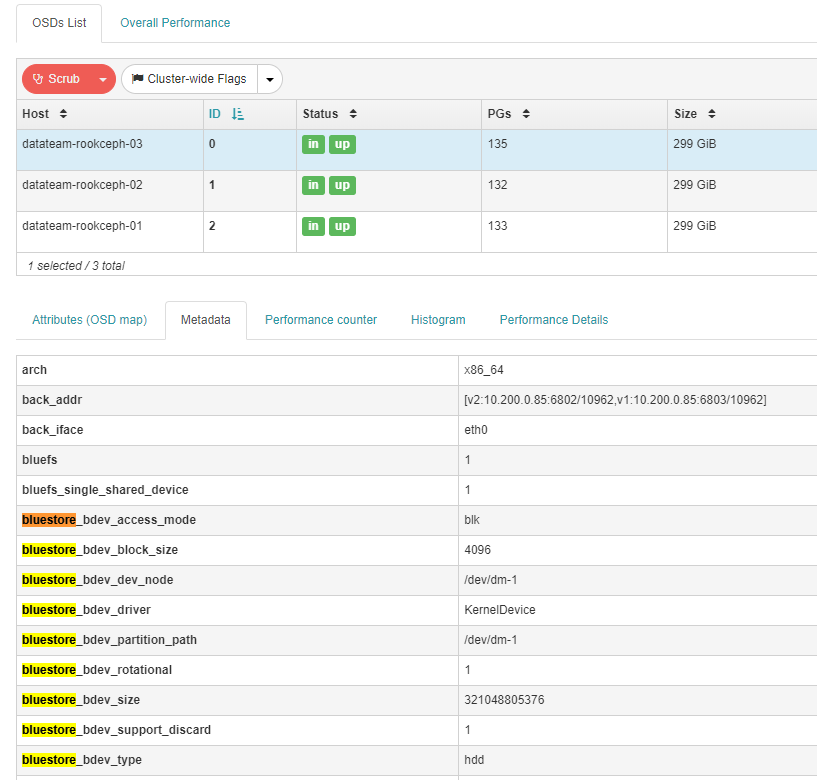 OSDs List Overall Performance
Scrub Cluster-wide Flags
Host ID Status PGs Size
datateam-rookceph-03 0 in up 135 299 GiB
datateam-rookceph-02 1 in up 132 299 GiB
datateam-rookceph-01 2 in up 133 299 GiB
1 selected / 3 total
Attributes (OSD map) Metadata Performance counter Histogram Performance Details
arch x86_64
back_addr [v2:10.200.0.85:6802/10962,v1:10.200.0.85:6803/10962]
back_iface eth0
bluefs 1
bluefs_single_shared_device 1
bluestore_bdev_access_mode blk
bluestore_bdev_block_size 4096
bluestore_bdev_dev_node /dev/dm-1
bluestore_bdev_driver KernelDevice
bluestore_bdev_partition_path /dev/dm-1
bluestore_bdev_rotational 1
bluestore_bdev_size 321048805376
bluestore_bdev_support_discard 1
bluestore_bdev_type hdd